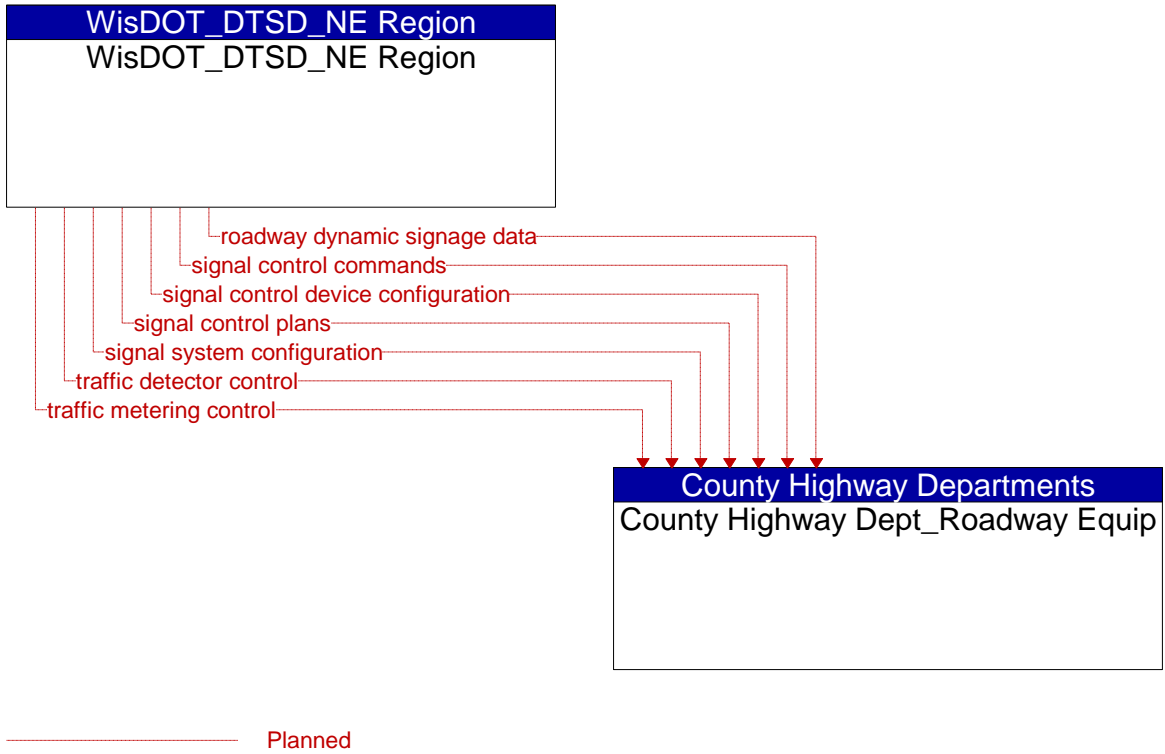 WisDOT_DTSD_NE Region
WisDOT_DTSD_NE Region
roadway dynamic signage data
signal control commands
signal control device configuration
signal control plans
signal system configuration
traffic detector control
traffic metering control
County Highway Departments
County Highway Dept_Roadway Equip
Planned